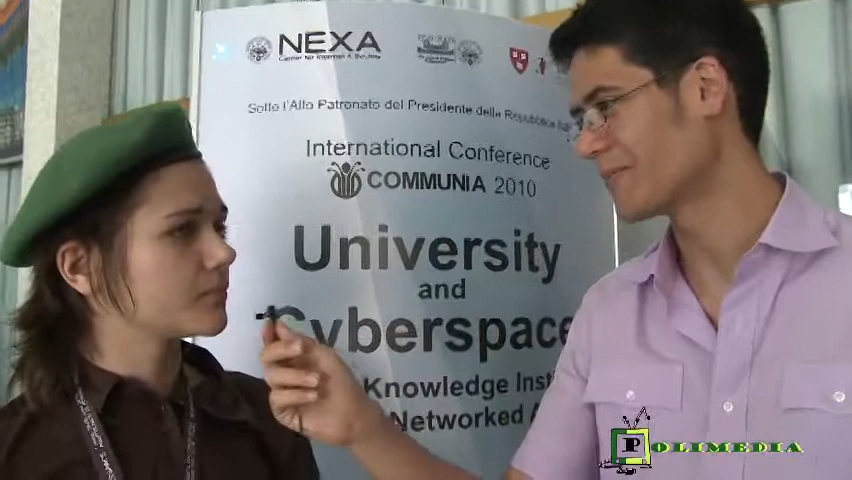 NEXA
Center for Internet & Society
Sotto l'Alto Patronato del Presidente della Repubblica
International Conference
COMMUNIA 2010
University
and
Cyberspace
Knowledge Inst
Networked A
POLIMEDIA